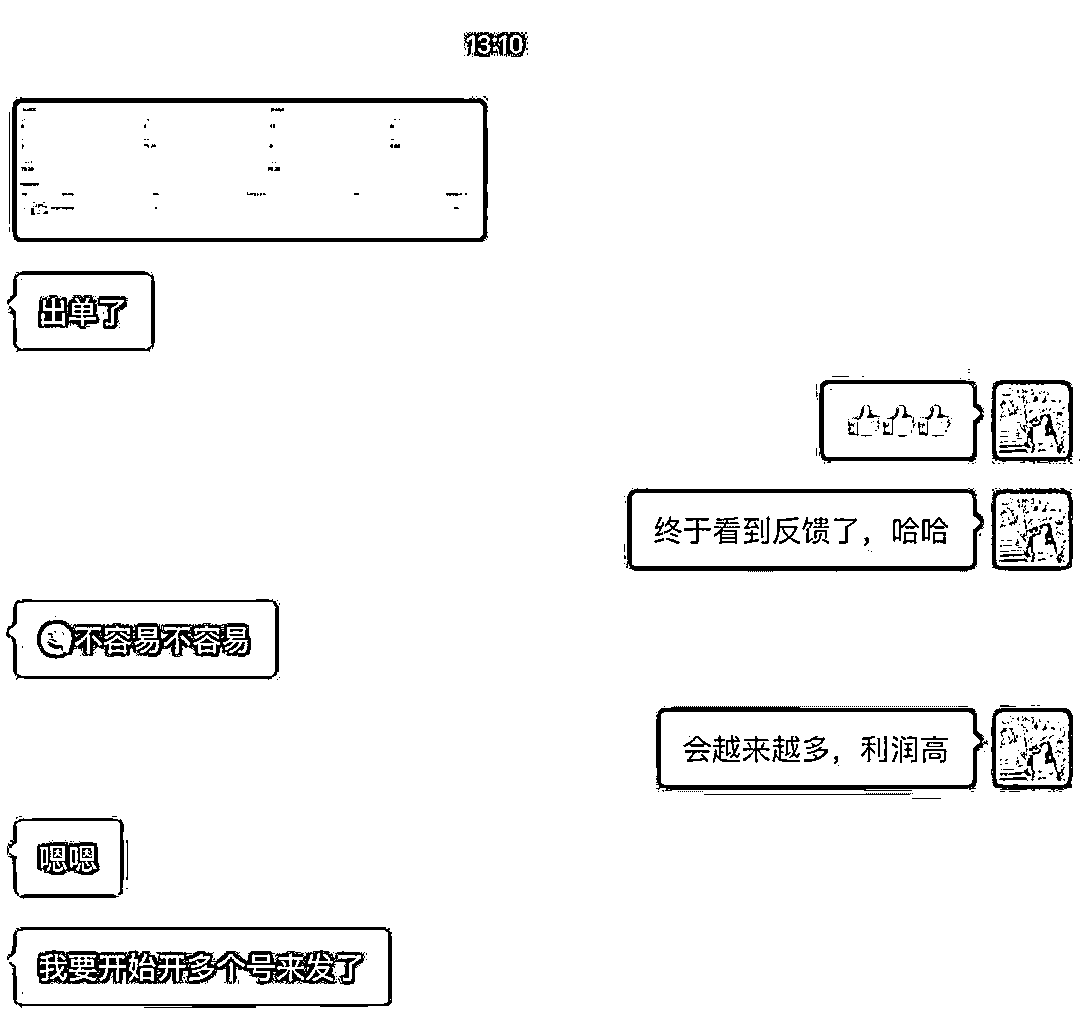 13:10
出单了
👍👍👍
终于看到反馈了，哈哈
不容易不容易
会越来越多，利润高
嗯嗯
我要开始开多个号来发了